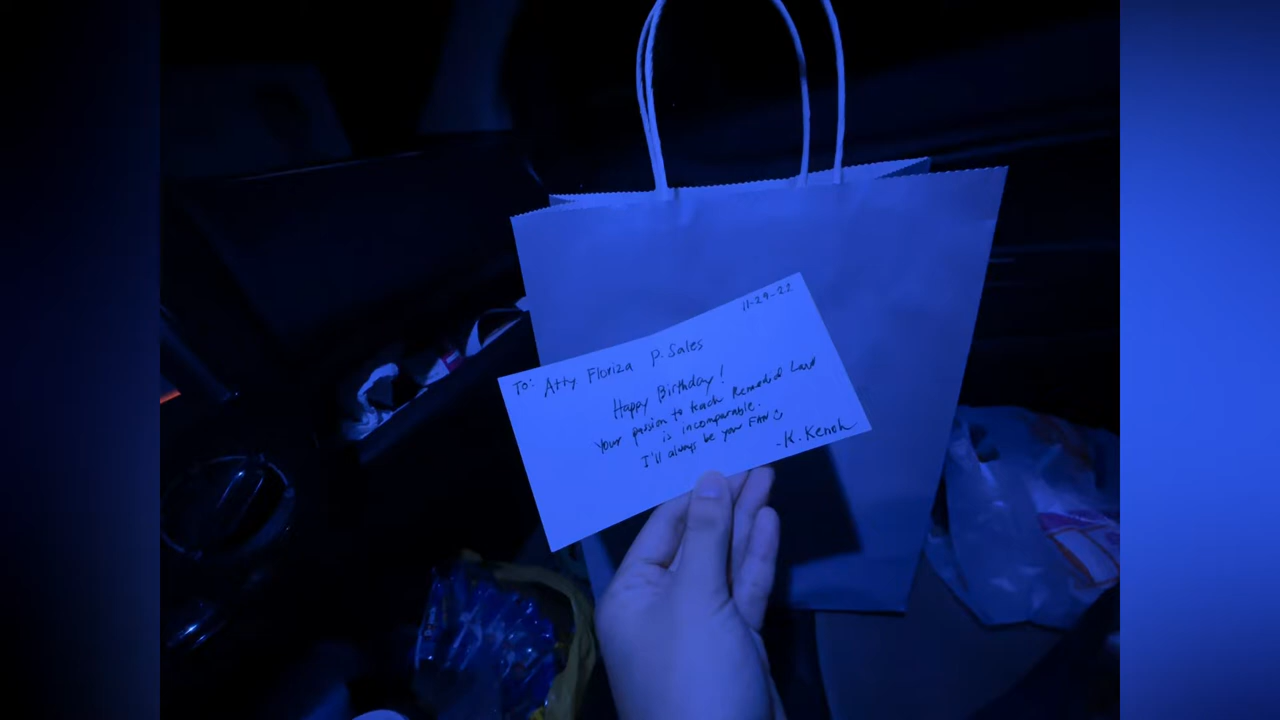 11-29-22
To: Atty. Floriza P. Sales
Happy Birthday!
Your passion to teach Remedial Law
is incomparable.
I'll always be your FAN
-K. Kenoh